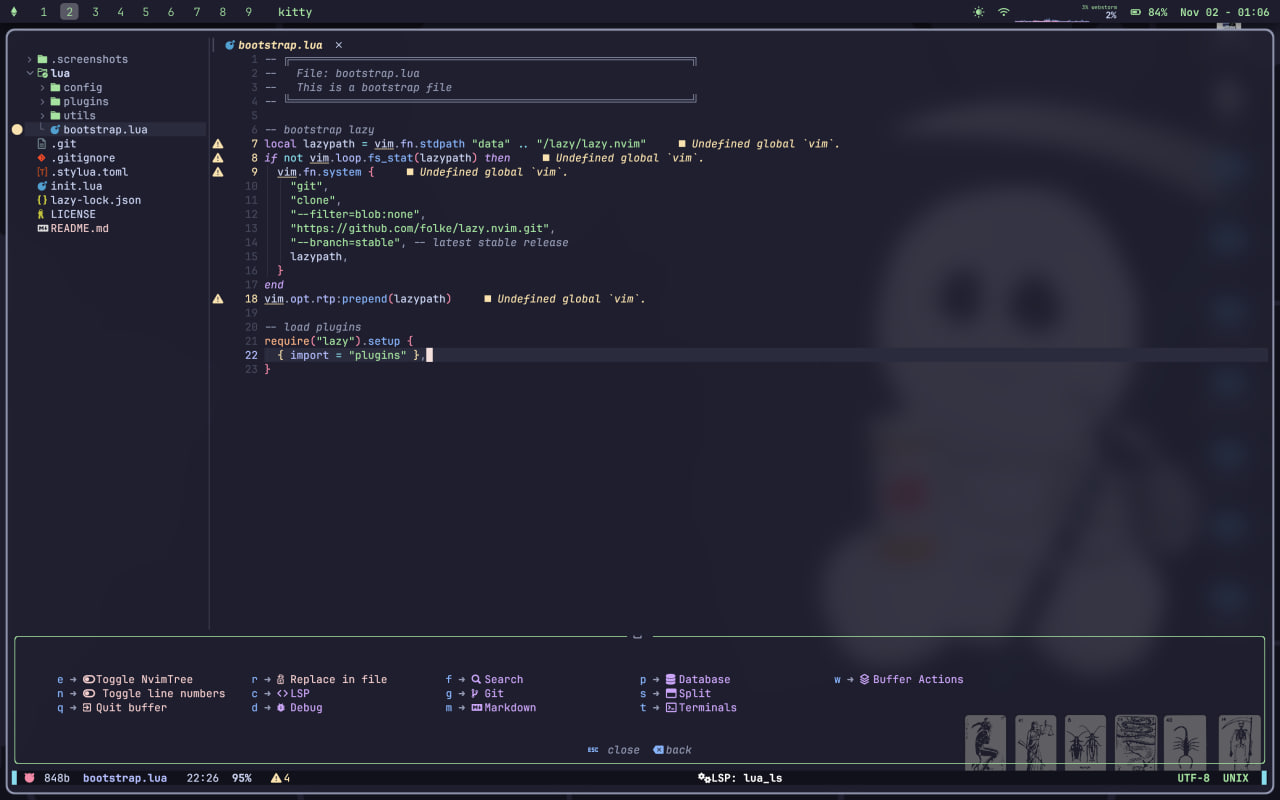 1 2 3 4 5 6 7 8 9 kitty
3% webstorm
2% 84% Nov 02 - 01:06
bootstrap.lua ×
.screenshots
lua
config
plugins
utils
bootstrap.lua
.git
.gitignore
.stylua.toml
init.lua
lazy-lock.json
LICENSE
README.md
1 --
2 -- File: bootstrap.lua
3 -- This is a bootstrap file
4 --
5
6 -- bootstrap lazy
7 local lazypath = vim.fn.stdpath "data" .. "/lazy/lazy.nvim" ■ Undefined global `vim`.
8 if not vim.loop.fs_stat(lazypath) then ■ Undefined global `vim`.
9 vim.fn.system { ■ Undefined global `vim`.
10 "git",
11 "clone",
12 "--filter=blob:none",
13 "https://github.com/folke/lazy.nvim.git",
14 "--branch=stable", -- latest stable release
15 lazypath,
16 }
17 end
18 vim.opt.rtp:prepend(lazypath) ■ Undefined global `vim`.
19
20 -- load plugins
21 require("lazy").setup {
22 { import = "plugins" },
23 }
e → Toggle NvimTree r → Replace in file f → Search p → Database w → Buffer Actions
n → Toggle line numbers c → LSP g → Git s → Split
q → Quit buffer d → Debug m → Markdown t → Terminals
ESC close back
848b bootstrap.lua 22:26 95% 4 LSP: lua_ls UTF-8 UNIX